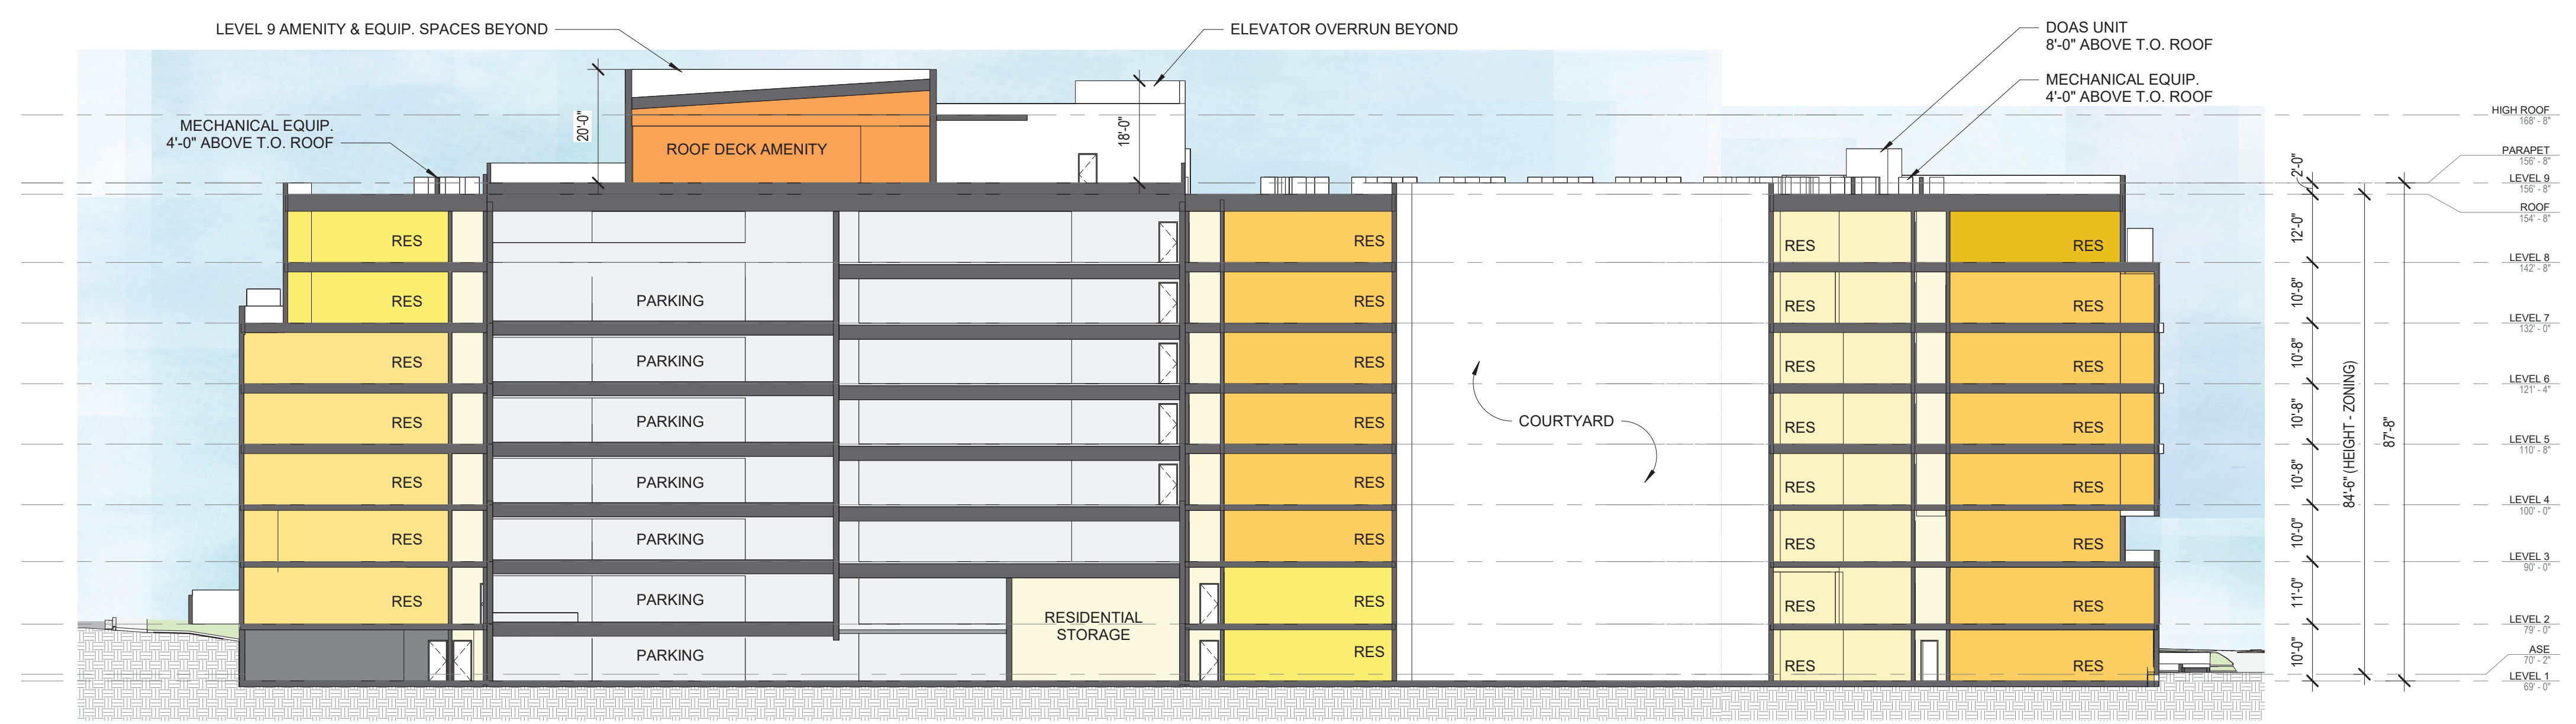 LEVEL 9 AMENITY & EQUIP. SPACES BEYOND
ELEVATOR OVERRUN BEYOND
DOAS UNIT
8'-0" ABOVE T.O. ROOF
MECHANICAL EQUIP.
4'-0" ABOVE T.O. ROOF
MECHANICAL EQUIP.
4'-0" ABOVE T.O. ROOF
20'-0"
18'-0"
ROOF DECK AMENITY
HIGH ROOF
168' - 8"
PARAPET
156' - 8"
LEVEL 9
156' - 8"
ROOF
154' - 8"
LEVEL 8
142' - 8"
LEVEL 7
132' - 0"
LEVEL 6
121' - 4"
LEVEL 5
110' - 8"
LEVEL 4
100' - 0"
LEVEL 3
90' - 0"
LEVEL 2
79' - 0"
ASE
70' - 2"
LEVEL 1
69' - 0"
2'-0"
12'-0"
10'-8"
10'-8"
10'-8"
10'-8"
10'-0"
11'-0"
10'-0"
84'-6" (HEIGHT - ZONING)
87'-8"
RES RES RES RES
RES PARKING RES RES RES
RES PARKING RES RES RES
RES PARKING RES RES RES
COURTYARD
RES PARKING RES RES RES
RES PARKING RES RES RES
RES PARKING RES RES RES
RESIDENTIAL
STORAGE
PARKING RES RES RES